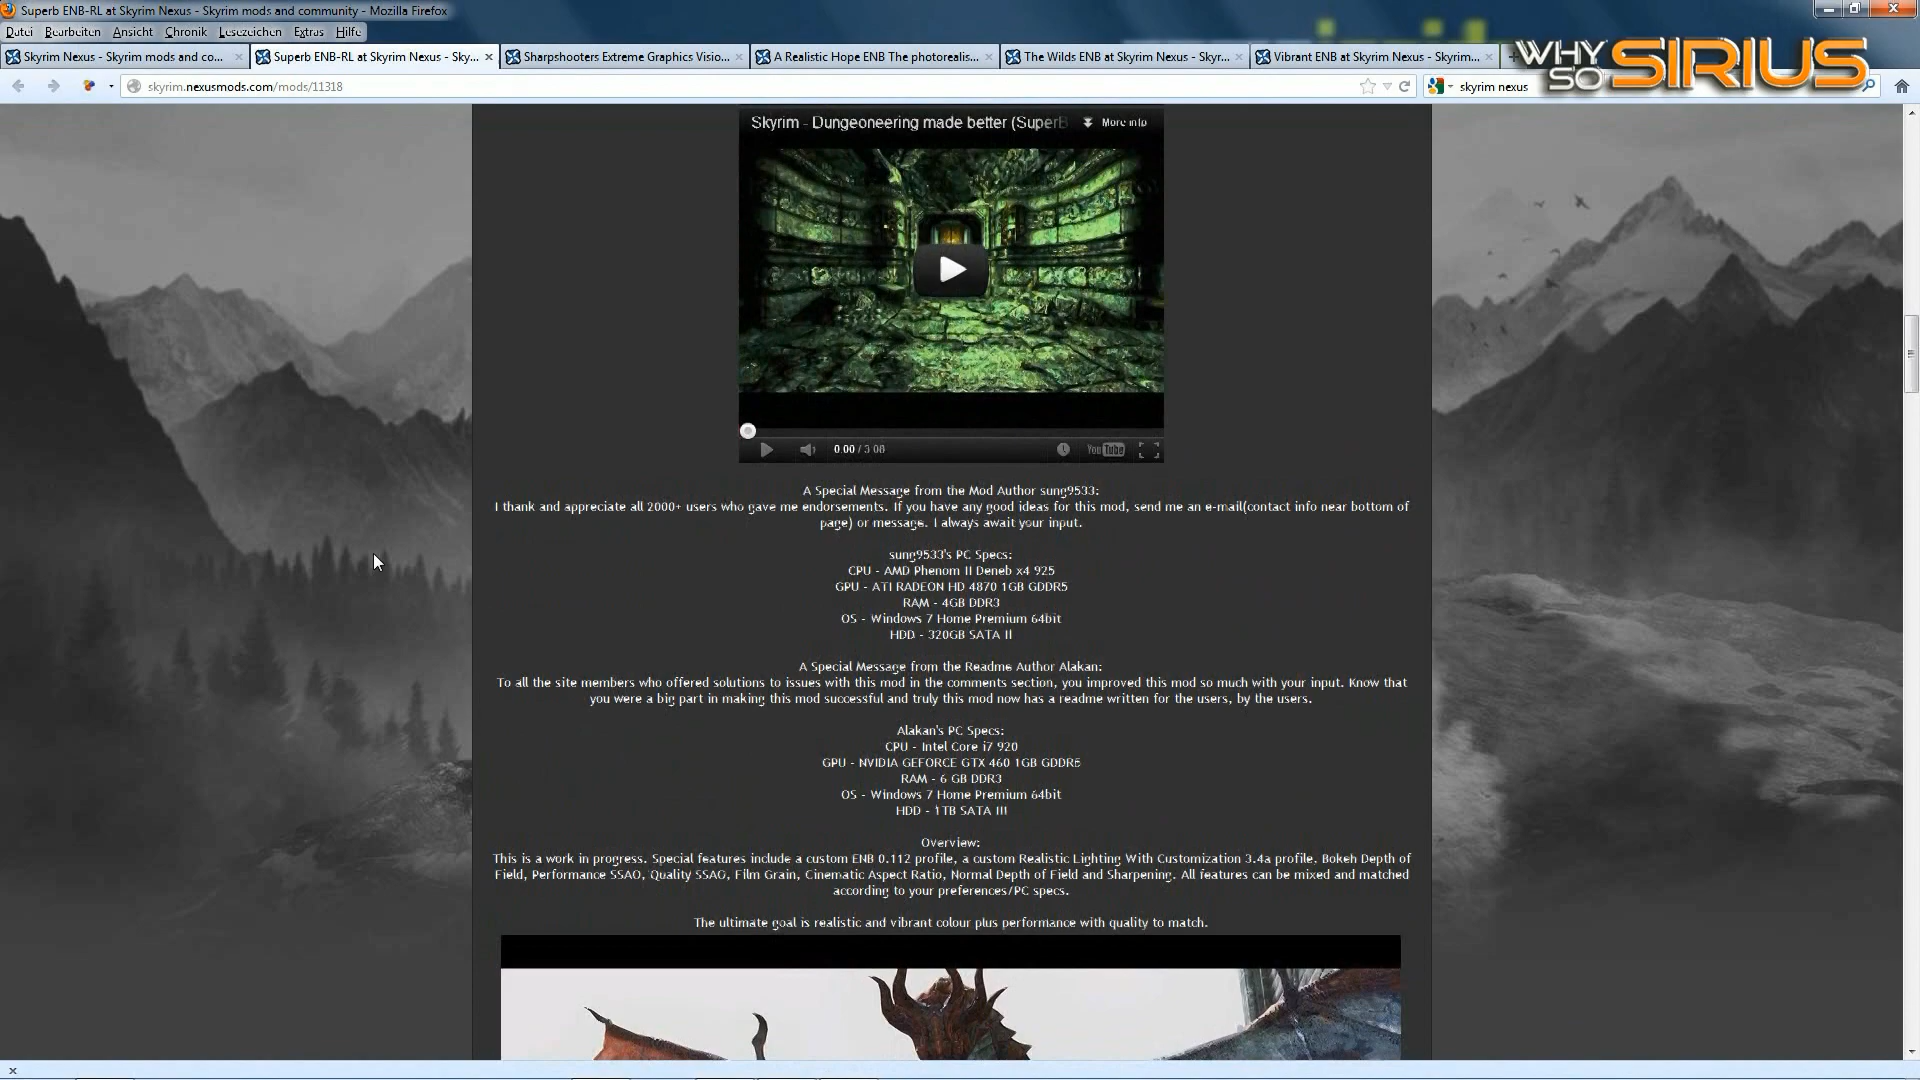 Superb ENB-RL at Skyrim Nexus - Skyrim mods and community - Mozilla Firefox
Datei Bearbeiten Ansicht Chronik Lesezeichen Extras Hilfe
Skyrim Nexus - Skyrim mods and co... Superb ENB-RL at Skyrim Nexus - Sky... Sharpshooters Extreme Graphics Visio... A Realistic Hope ENB The photorealis... The Wilds ENB at Skyrim Nexus - Skyr... Vibrant ENB at Skyrim Nexus - Skyrim...
WHY SO SIRIUS
skyrim.nexusmods.com/mods/11318 skyrim nexus
Skyrim - Dungeoneering made better (SuperB More info
0:00 / 3:00 YouTube
A Special Message from the Mod Author sung9533:
I thank and appreciate all 2000+ users who gave me endorsements. If you have any good ideas for this mod, send me an e-mail(contact info near bottom of
page) or message. I always await your input.
sung9533's PC Specs:
CPU - AMD Phenom II Deneb x4 925
GPU - ATI RADEON HD 4870 1GB GDDR5
RAM - 4GB DDR3
OS - Windows 7 Home Premium 64bit
HDD - 320GB SATA II
A Special Message from the Readme Author Alakan:
To all the site members who offered solutions to issues with this mod in the comments section, you improved this mod so much with your input. Know that
you were a big part in making this mod successful and truly this mod now has a readme written for the users, by the users.
Alakan's PC Specs:
CPU - Intel Core i7 920
GPU - NVIDIA GEFORCE GTX 460 1GB GDDR5
RAM - 6 GB DDR3
OS - Windows 7 Home Premium 64bit
HDD - 1TB SATA III
Overview:
This is a work in progress. Special features include a custom ENB 0.112 profile, a custom Realistic Lighting With Customization 3.4a profile. Bokeh Depth of
Field, Performance SSAO, Quality SSAO, Film Grain, Cinematic Aspect Ratio, Normal Depth of Field and Sharpening. All features can be mixed and matched
according to your preferences/PC specs.
The ultimate goal is realistic and vibrant colour plus performance with quality to match.